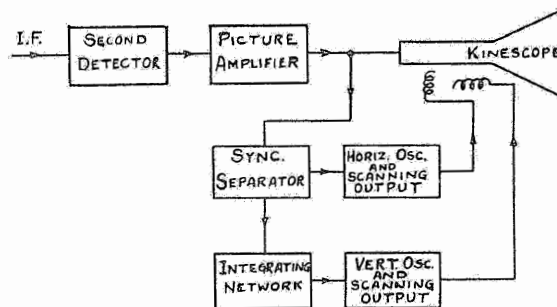 I.F.
SECOND
DETECTOR
PICTURE
AMPLIFIER
KINESCOPE
SYNC.
SEPARATOR
HORIZ. OSC.
AND
SCANNING
OUTPUT
INTEGRATING
NETWORK
VERT. OSC.
AND
SCANNING
OUTPUT